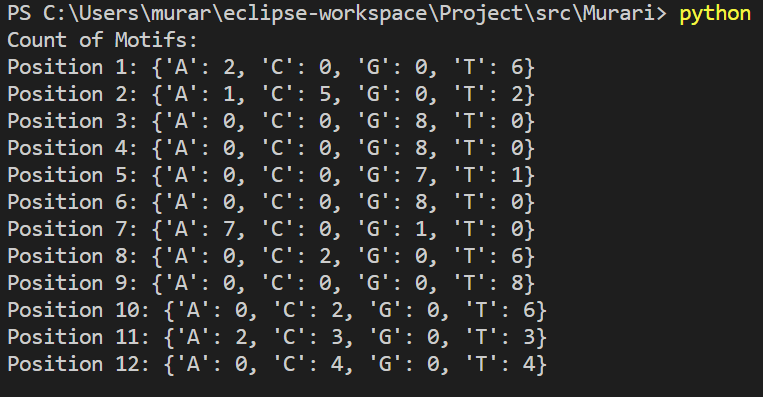 PS C:\Users\murar\eclipse-workspace\Project\src\Murari> python
Count of Motifs:
Position 1: {'A': 2, 'C': 0, 'G': 0, 'T': 6}
Position 2: {'A': 1, 'C': 5, 'G': 0, 'T': 2}
Position 3: {'A': 0, 'C': 0, 'G': 8, 'T': 0}
Position 4: {'A': 0, 'C': 0, 'G': 8, 'T': 0}
Position 5: {'A': 0, 'C': 0, 'G': 7, 'T': 1}
Position 6: {'A': 0, 'C': 0, 'G': 8, 'T': 0}
Position 7: {'A': 7, 'C': 0, 'G': 1, 'T': 0}
Position 8: {'A': 0, 'C': 2, 'G': 0, 'T': 6}
Position 9: {'A': 0, 'C': 0, 'G': 0, 'T': 8}
Position 10: {'A': 0, 'C': 2, 'G': 0, 'T': 6}
Position 11: {'A': 2, 'C': 3, 'G': 0, 'T': 3}
Position 12: {'A': 0, 'C': 4, 'G': 0, 'T': 4}